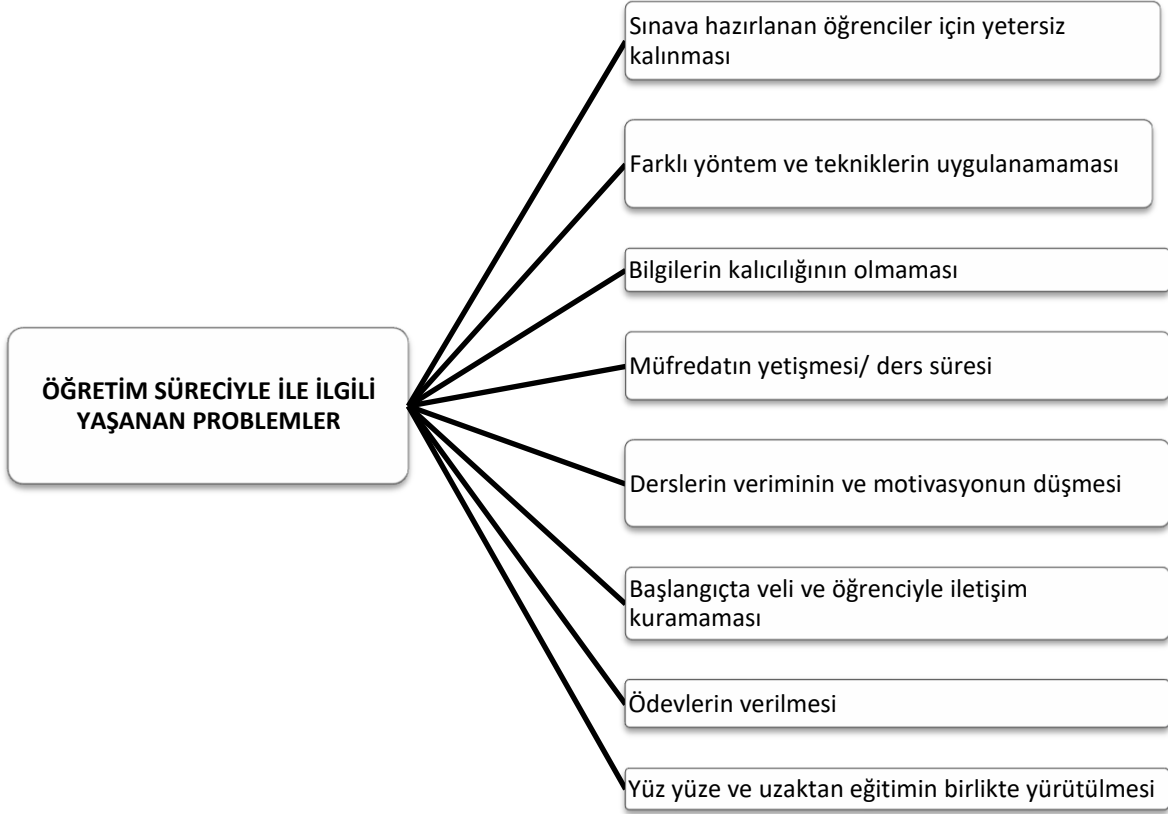 Sınava hazırlanan öğrenciler için yetersiz
kalınması
Farklı yöntem ve tekniklerin uygulanamaması
Bilgilerin kalıcılığının olmaması
Müfredatın yetişmesi/ ders süresi
ÖĞRETİM SÜRECİYLE İLE İLGİLİ
YAŞANAN PROBLEMLER
Derslerin veriminin ve motivasyonun düşmesi
Başlangıçta veli ve öğrenciyle iletişim
kuramaması
Ödevlerin verilmesi
Yüz yüze ve uzaktan eğitimin birlikte yürütülmesi